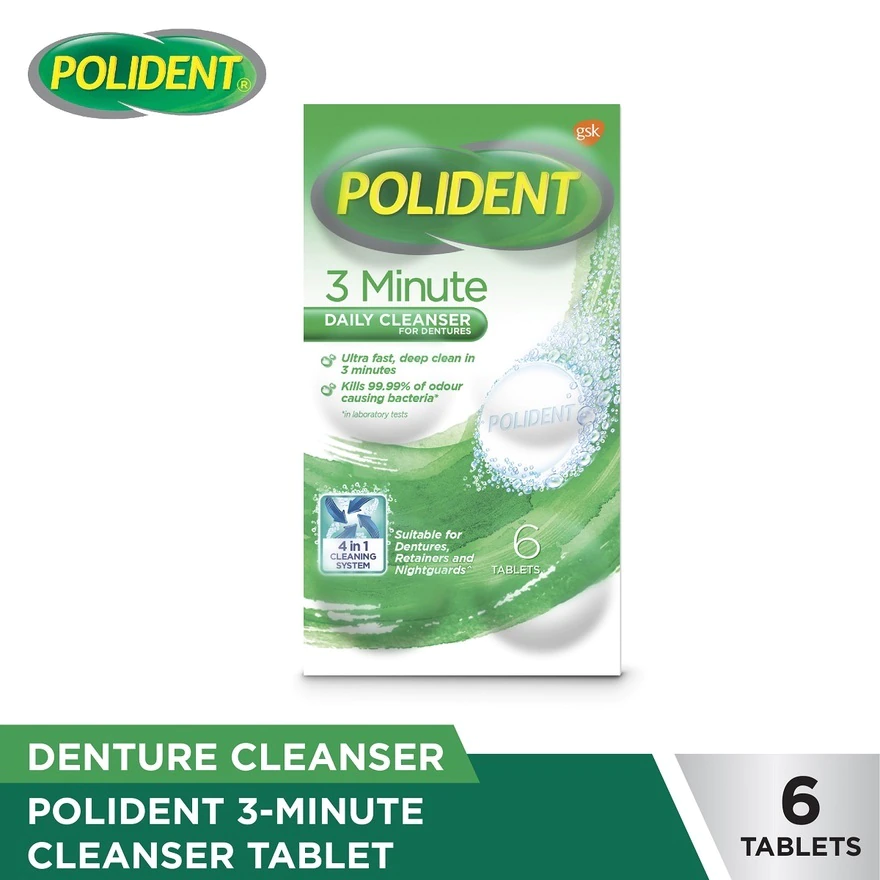 POLIDENT®
gsk
POLIDENT
3 Minute
DAILY CLEANSER
FOR DENTURES
Ultra fast, deep clean in
3 minutes
Kills 99.99% of odour
causing bacteria*
*in laboratory tests
POLIDENT
4 in 1
CLEANING
SYSTEM
Suitable for
Dentures,
Retainers and
Nightguards^
6
TABLETS
DENTURE CLEANSER
POLIDENT 3-MINUTE
CLEANSER TABLET
6
TABLETS